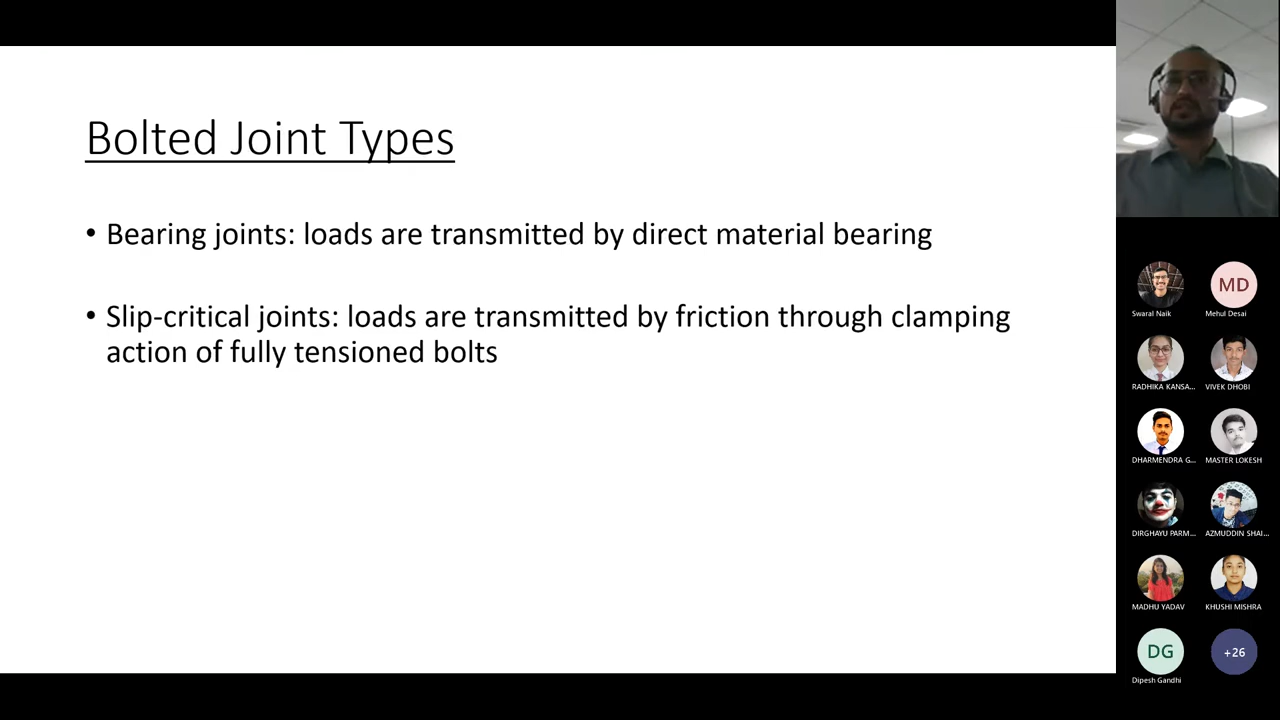 Bolted Joint Types
• Bearing joints: loads are transmitted by direct material bearing
• Slip-critical joints: loads are transmitted by friction through clamping
action of fully tensioned bolts
Swaral Naik
MD
Mehul Desai
RADHIKA KANSA...
VIVEK DHOBI
DHARMENDRA G...
MASTER LOKESH
DIRGHAYU PARM...
AZMUDDIN SHAI...
MADHU YADAV
KHUSHI MISHRA
DG
Dipesh Gandhi
+26